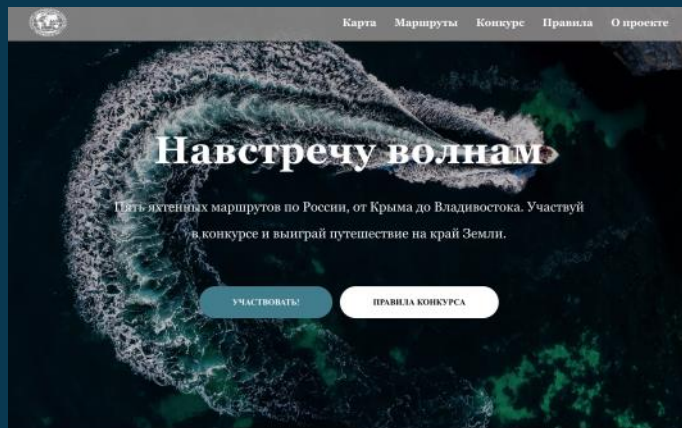 Карта Маршруты Конкурс Правила О проекте
Навстречу волнам
Пять яхтенных маршрутов по России, от Крыма до Владивостока. Участвуй
в конкурсе и выиграй путешествие на край Земли.
УЧАСТВОВАТЬ! ПРАВИЛА КОНКУРСА